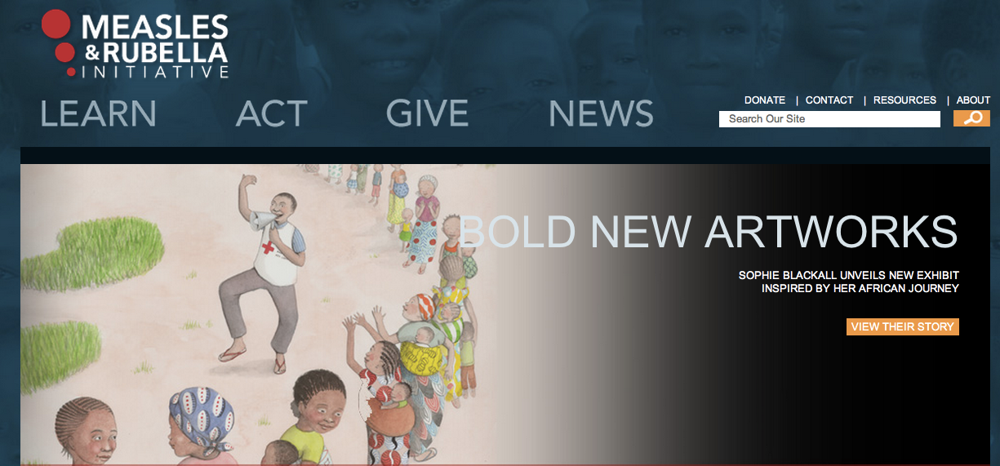 MEASLES
&RUBELLA
INITIATIVE
LEARN ACT GIVE NEWS
DONATE | CONTACT | RESOURCES | ABOUT
Search Our Site
BOLD NEW ARTWORKS
SOPHIE BLACKALL UNVEILS NEW EXHIBIT
INSPIRED BY HER AFRICAN JOURNEY
VIEW THEIR STORY